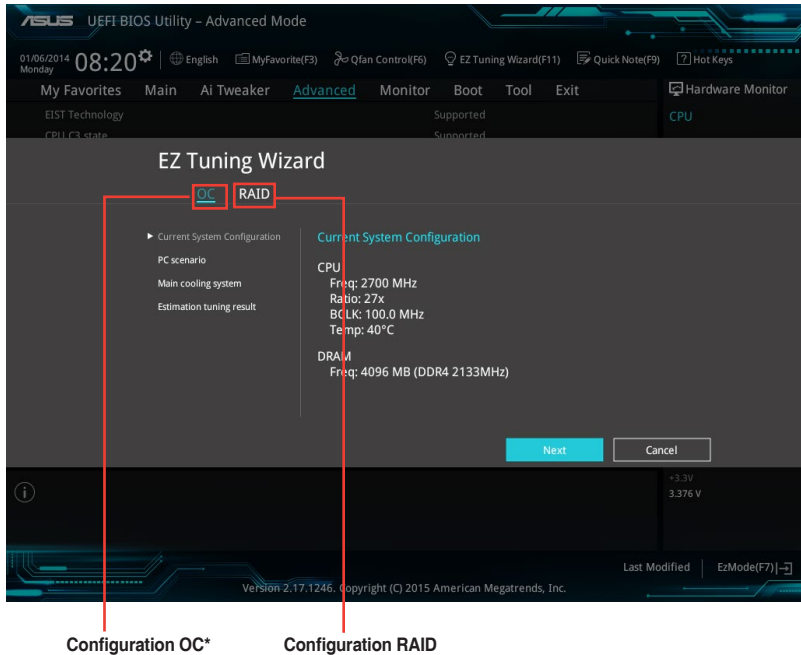 ASUS UEFI BIOS Utility – Advanced Mode
01/06/2014 Monday 08:20 English MyFavorite(F3) Qfan Control(F6) EZ Tuning Wizard(F11) Quick Note(F9) ? Hot Keys
My Favorites Main Ai Tweaker Advanced Monitor Boot Tool Exit Hardware Monitor
EIST Technology Supported CPU
CPU C3 state Supported
EZ Tuning Wizard
OC RAID
Current System Configuration
PC scenario
Main cooling system
Estimation tuning result
Current System Configuration
CPU
Freq: 2700 MHz
Ratio: 27x
BCLK: 100.0 MHz
Temp: 40°C
DRAM
Freq: 4096 MB (DDR4 2133MHz)
Next Cancel
+3.3V
3.376 V
Last Modified EzMode(F7)
Version 2.17.1246. Copyright (C) 2015 American Megatrends, Inc.
Configuration OC* Configuration RAID